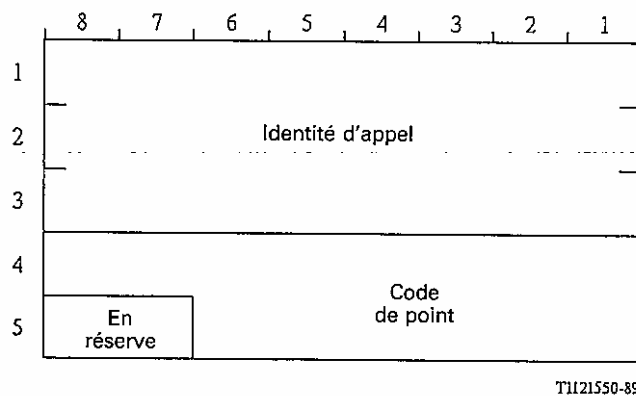 8 7 6 5 4 3 2 1
1
2 Identité d'appel
3
4
Code
de point
5
En
réserve
T1121550-89